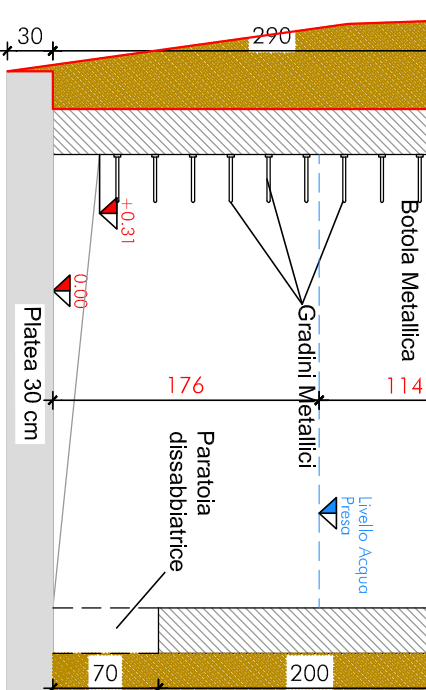 30
290
Botola Metallica
+0.31
0.00
Gradini Metallici
Platea 30 cm
176
114
Paratoia
dissabbiatrice
Livello Acqua
Presa
70
200